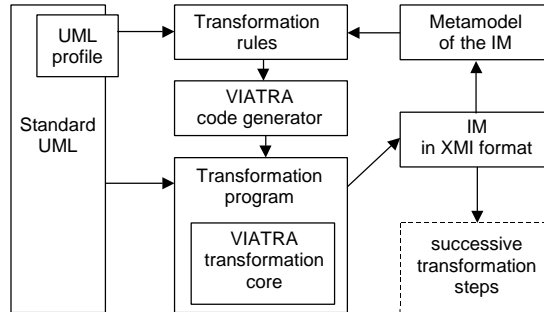 UML
profile
Standard
UML
Transformation
rules
VIATRA
code generator
Transformation
program
VIATRA
transformation
core
Metamodel
of the IM
IM
in XMI format
successive
transformation
steps